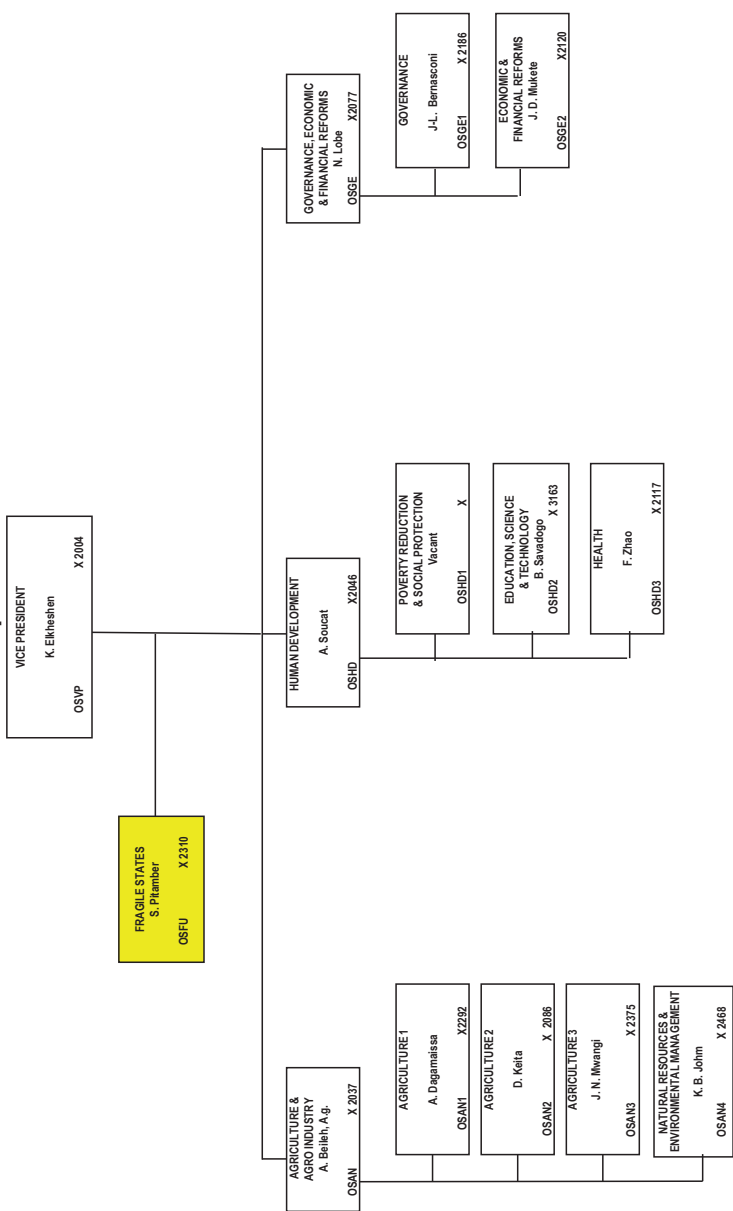 VICE PRESIDENT
K. Elkheshen
OSVP X 2004
FRAGILE STATES
S. Pitamber
OSFU X 2310
AGRICULTURE &
AGRO INDUSTRY
A. Beileh, A.g.
OSAN X 2037
AGRICULTURE 1
A. Dagamaissa
OSAN1 X2292
AGRICULTURE 2
D. Keita
OSAN2 X 2086
AGRICULTURE 3
J. N. Mwangi
OSAN3 X 2375
NATURAL RESOURCES &
ENVIRONMENTAL MANAGEMENT
K. B. Johm
OSAN4 X 2468
HUMAN DEVELOPMENT
A. Soucat
OSHD X2046
POVERTY REDUCTION
& SOCIAL PROTECTION
Vacant
OSHD1 X
EDUCATION, SCIENCE
& TECHNOLOGY
B. Savadogo
OSHD2 X 3163
HEALTH
F. Zhao
OSHD3 X 2117
GOVERNANCE, ECONOMIC
& FINANCIAL REFORMS
N. Lobe
OSGE X2077
GOVERNANCE
J-L. Bernasconi
OSGE1 X 2186
ECONOMIC &
FINANCIAL REFORMS
J. D. Mukete
OSGE2 X2120